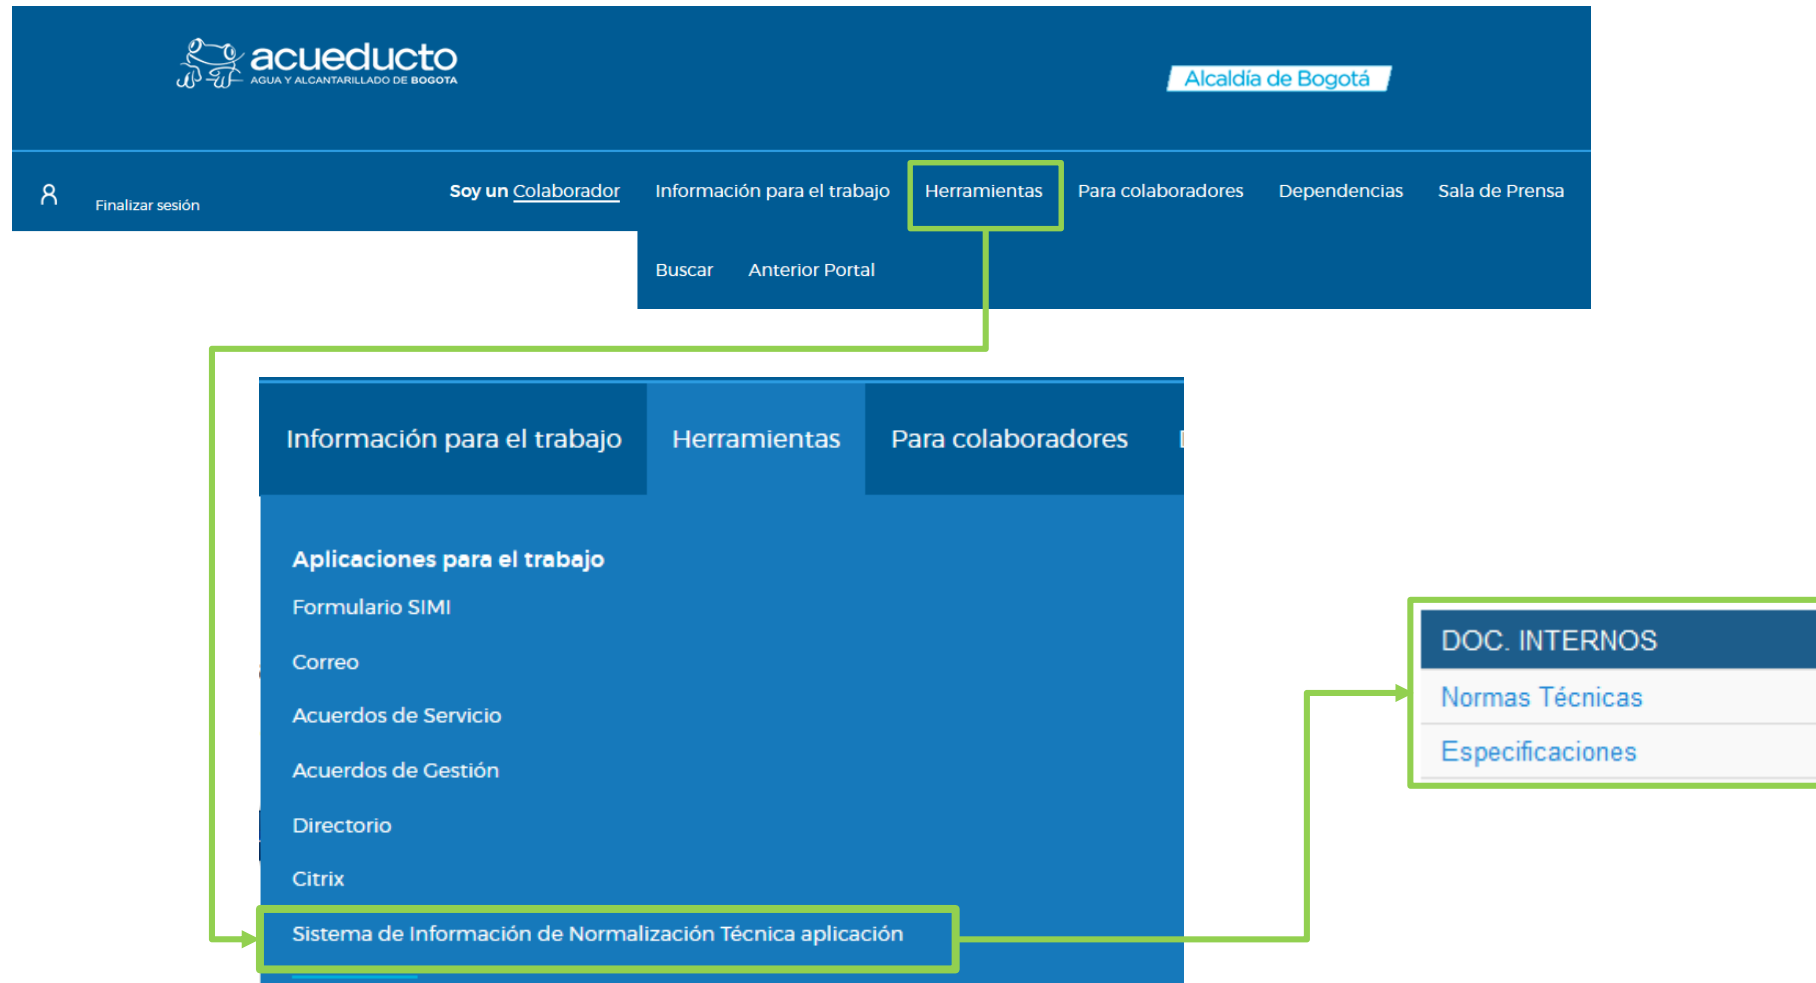 acueducto
AGUA Y ALCANTARILLADO DE BOGOTA
Alcaldía de Bogotá
Finalizar sesión
Soy un Colaborador
Información para el trabajo
Herramientas
Para colaboradores
Dependencias
Sala de Prensa
Buscar
Anterior Portal
Información para el trabajo
Herramientas
Para colaboradores
Aplicaciones para el trabajo
Formulario SIMI
Correo
Acuerdos de Servicio
Acuerdos de Gestión
Directorio
Citrix
Sistema de Información de Normalización Técnica aplicación
DOC. INTERNOS
Normas Técnicas
Especificaciones